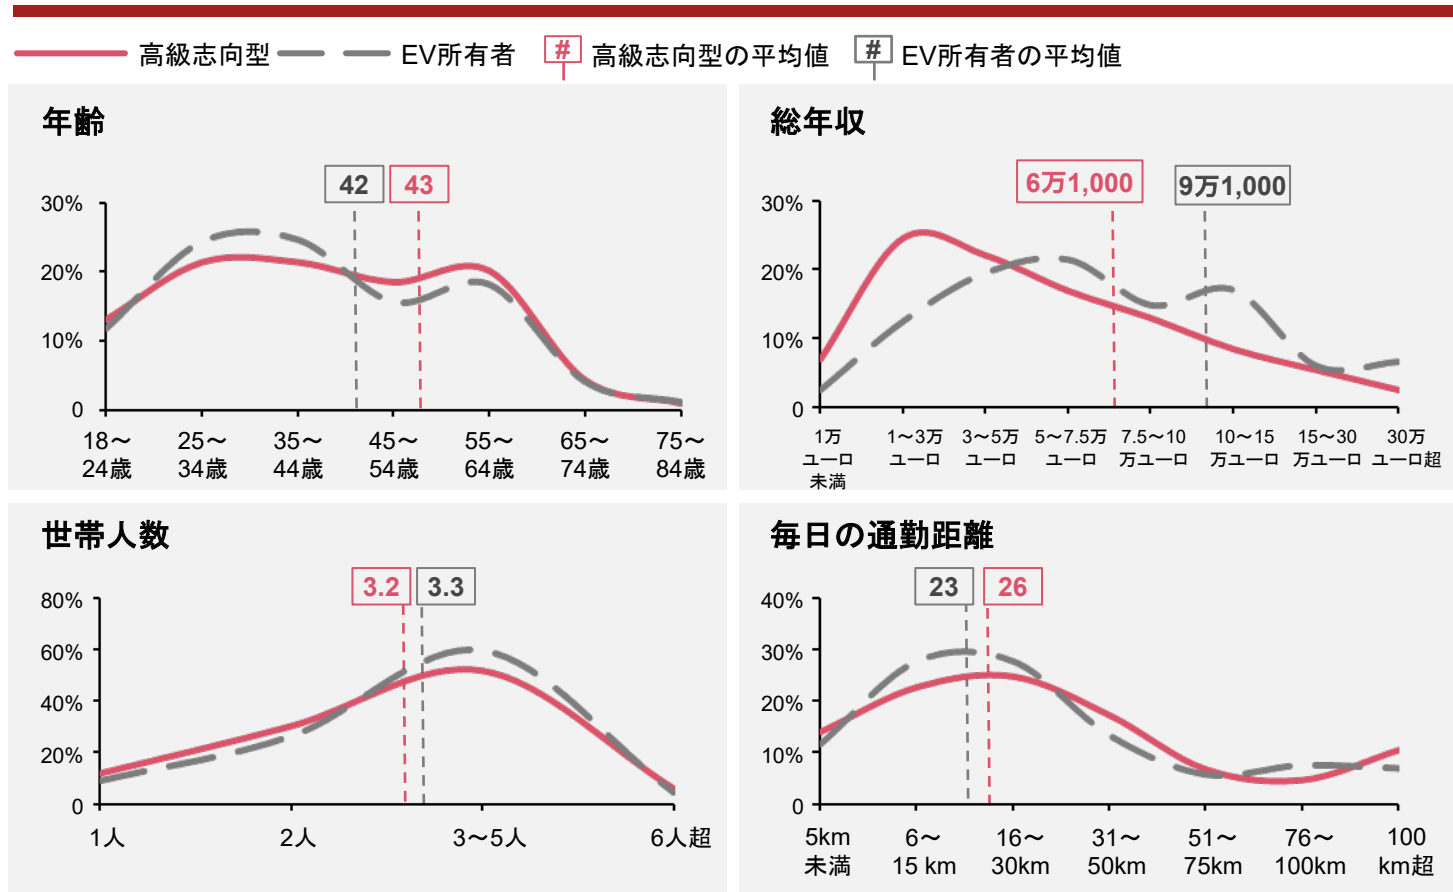 高級志向型 EV所有者 # 高級志向型の平均値 # EV所有者の平均値
年齢
42 43
30%
20%
10%
0
18～ 25～ 35～ 45～ 55～ 65～ 75～
24歳 34歳 44歳 54歳 64歳 74歳 84歳
総年収
6万1,000 9万1,000
30%
20%
10%
0
1万 1～3万 3～5万 5～7.5万 7.5～10 10～15 15～30 30万
ユーロ ユーロ ユーロ ユーロ 万ユーロ 万ユーロ 万ユーロ ユーロ超
未満
世帯人数
3.2 3.3
80%
60%
40%
20%
0
1人 2人 3～5人 6人超
毎日の通勤距離
23 26
40%
30%
20%
10%
0
5km 6～ 16～ 31～ 51～ 76～ 100
未満 15 km 30km 50km 75km 100km km超